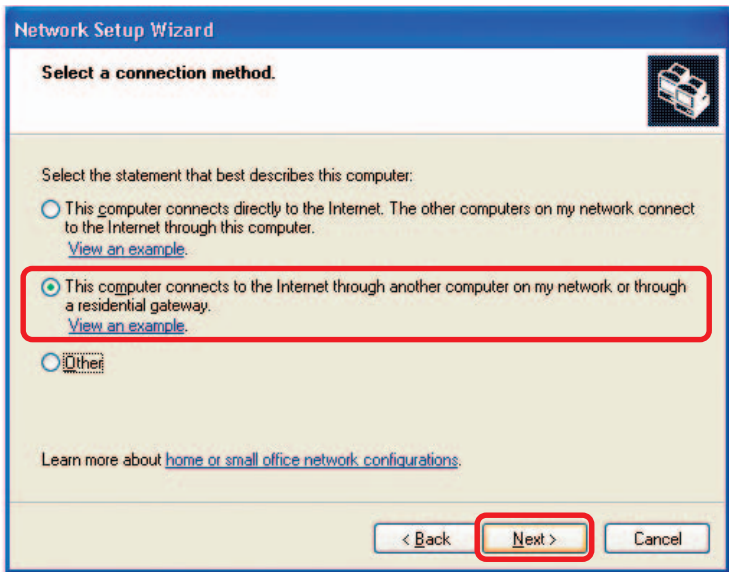 Network Setup Wizard
Select a connection method.
Select the statement that best describes this computer:
This computer connects directly to the Internet. The other computers on my network connect
to the Internet through this computer.
View an example.
This computer connects to the Internet through another computer on my network or through
a residential gateway.
View an example.
Other
Learn more about home or small office network configurations.
< Back
Next >
Cancel